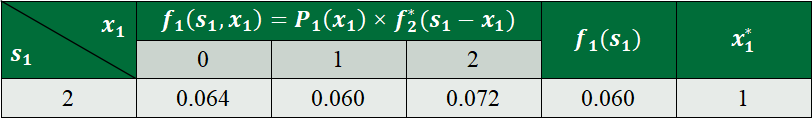 x₁
s₁
f₁(s₁, x₁) = P₁(x₁) × f₂*(s₁ − x₁)
f₁(s₁)
x₁*
0 1 2
2 0.064 0.060 0.072 0.060 1